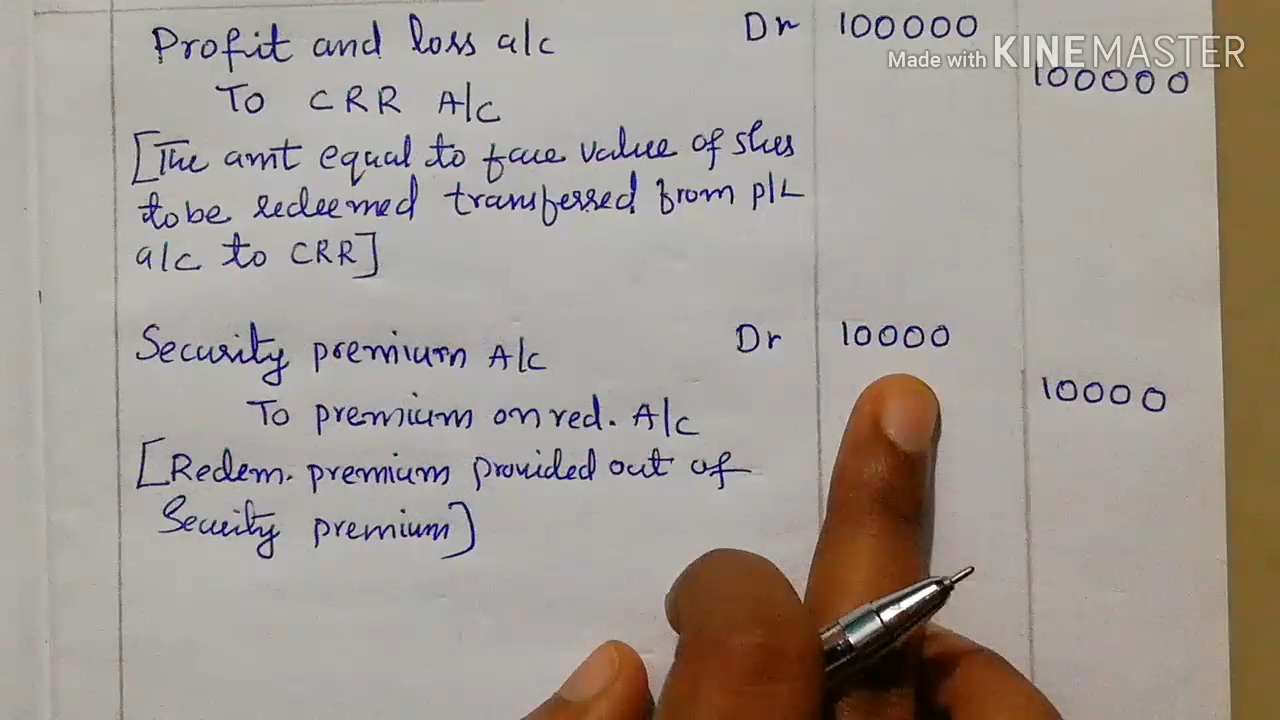 Profit and loss a/c Dr 100000
Made with KINEMASTER
To CRR A/c 100000
[The amt equal to face value of shes
to be redeemed transferred from P/L
a/c to CRR]
Security premium A/c Dr 10000
To premium on red. A/c 10000
[Redem. premium provided out of
Security premium]